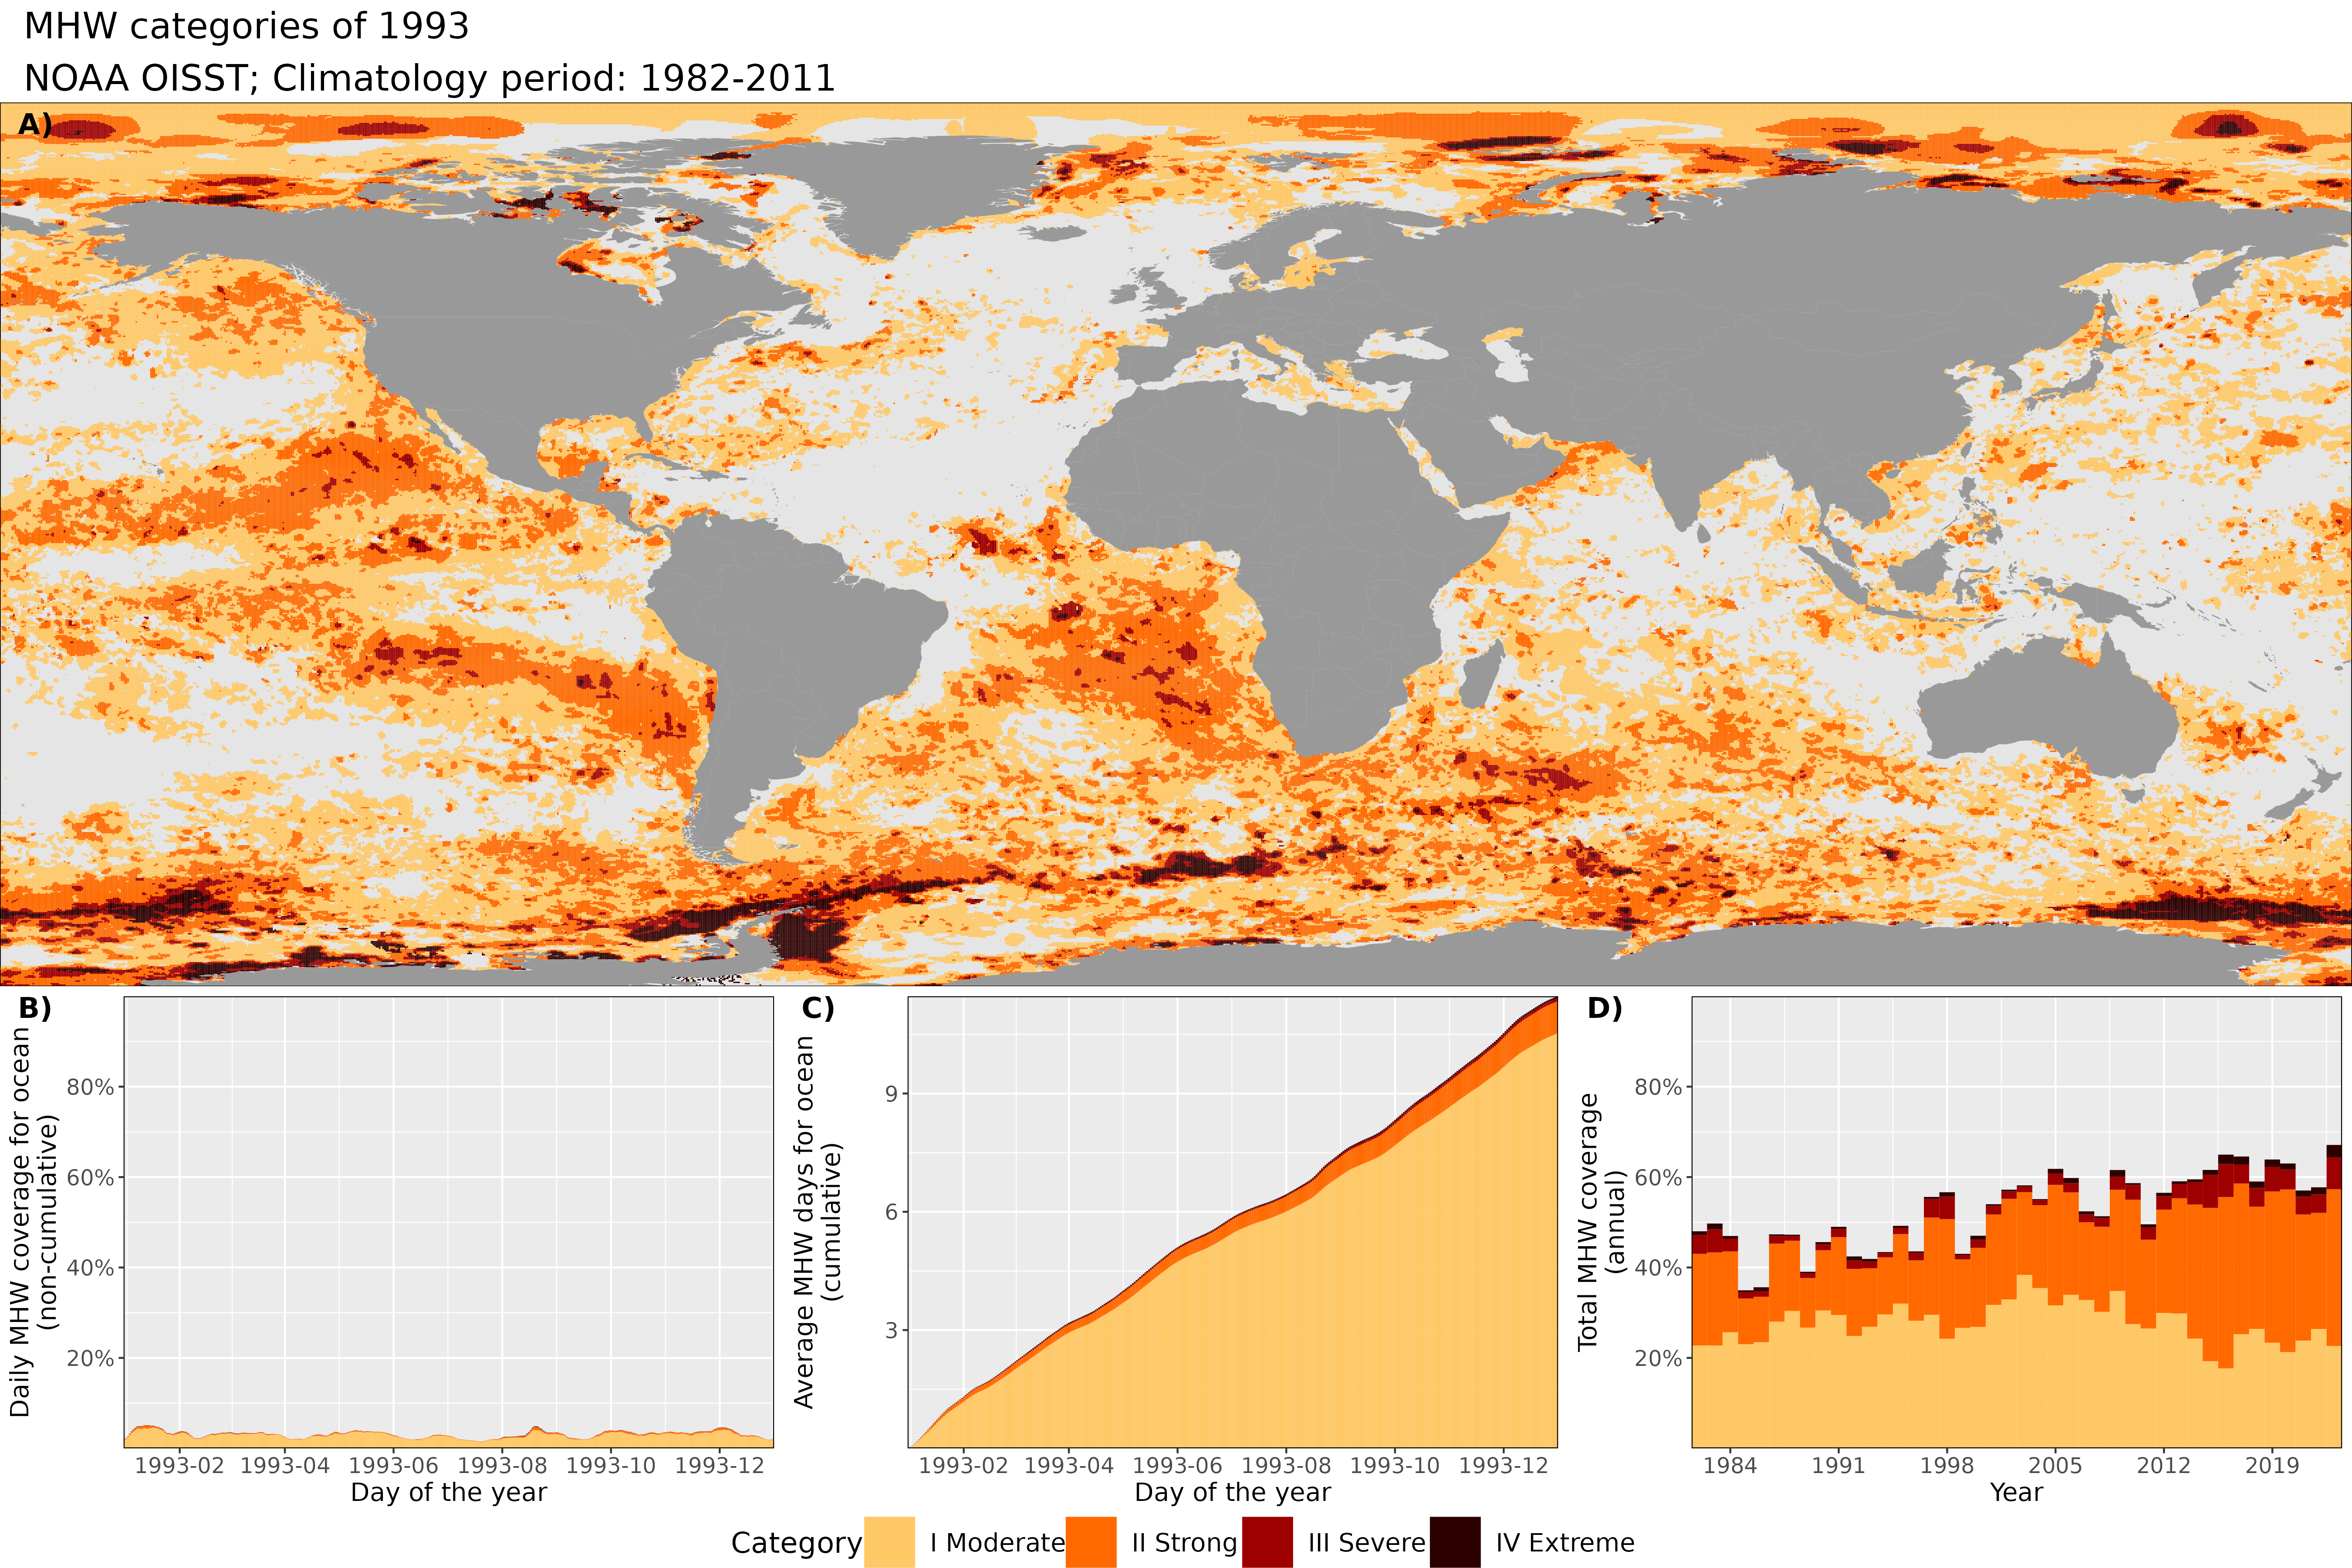 MHW categories of 1993
NOAA OISST; Climatology period: 1982-2011
A)
B)
Daily MHW coverage for ocean
(non-cumulative)
80%
60%
40%
20%
1993-02 1993-04 1993-06 1993-08 1993-10 1993-12
Day of the year
C)
Average MHW days for ocean
(cumulative)
9
6
3
1993-02 1993-04 1993-06 1993-08 1993-10 1993-12
Day of the year
D)
Total MHW coverage
(annual)
80%
60%
40%
20%
1984 1991 1998 2005 2012 2019
Year
Category I Moderate II Strong III Severe IV Extreme